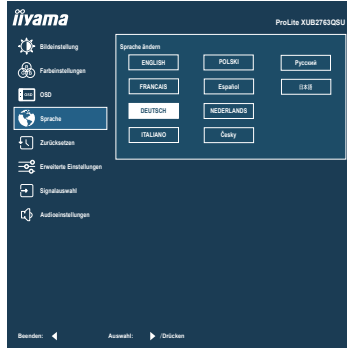 iiyama
ProLite XUB2763QSU
Bildeinstellung
Farbeinstellungen
OSD
OSD
Sprache
Zurücksetzen
Erweiterte Einstellungen
Signalauswahl
Audioeinstellungen
Sprache ändern
ENGLISH POLSKI Русский
FRANCAIS Español 日本語
DEUTSCH NEDERLANDS
ITALIANO Česky
Beenden: Auswahl: /Drücken